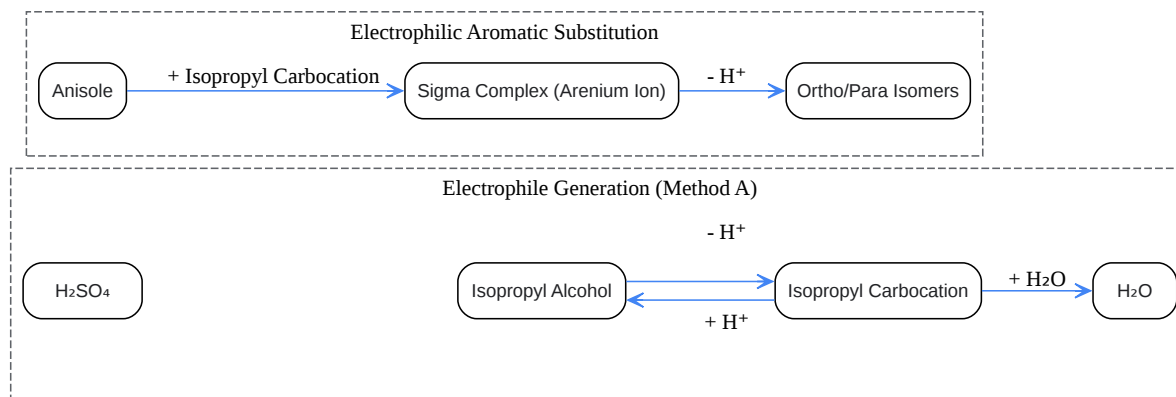 Electrophilic Aromatic Substitution
Anisole
+ Isopropyl Carbocation
Sigma Complex (Arenium Ion)
- H⁺
Ortho/Para Isomers
Electrophile Generation (Method A)
H₂SO₄
Isopropyl Alcohol
- H⁺
+ H⁺
Isopropyl Carbocation
+ H₂O
H₂O